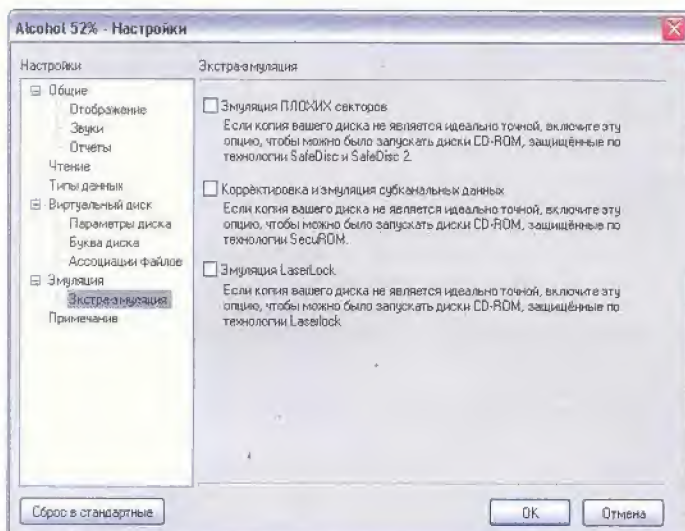 Alcohol 52% - Настройки
Настройки
Общие
Отображение
Звуки
Отчеты
Чтение
Типы данных
Виртуальный диск
Параметры диска
Буква диска
Ассоциации файлов
Эмуляция
Экстра-эмуляция
Примечание
Экстра-эмуляция
Эмуляция ПЛОХИХ секторов
Если копия вашего диска не является идеально точной, включите эту
опцию, чтобы можно было запускать диски CD-ROM, защищённые по
технологии SafeDisc и SafeDisc 2.
Корректировка и эмуляция субканальных данных
Если копия вашего диска не является идеально точной, включите эту
опцию, чтобы можно было запускать диски CD-ROM, защищённые по
технологии SecuROM.
Эмуляция LaserLock
Если копия вашего диска не является идеально точной, включите эту
опцию, чтобы можно было запускать диски CD-ROM, защищённые по
технологии Laserlock
Сброс в стандартные
OK
Отмена